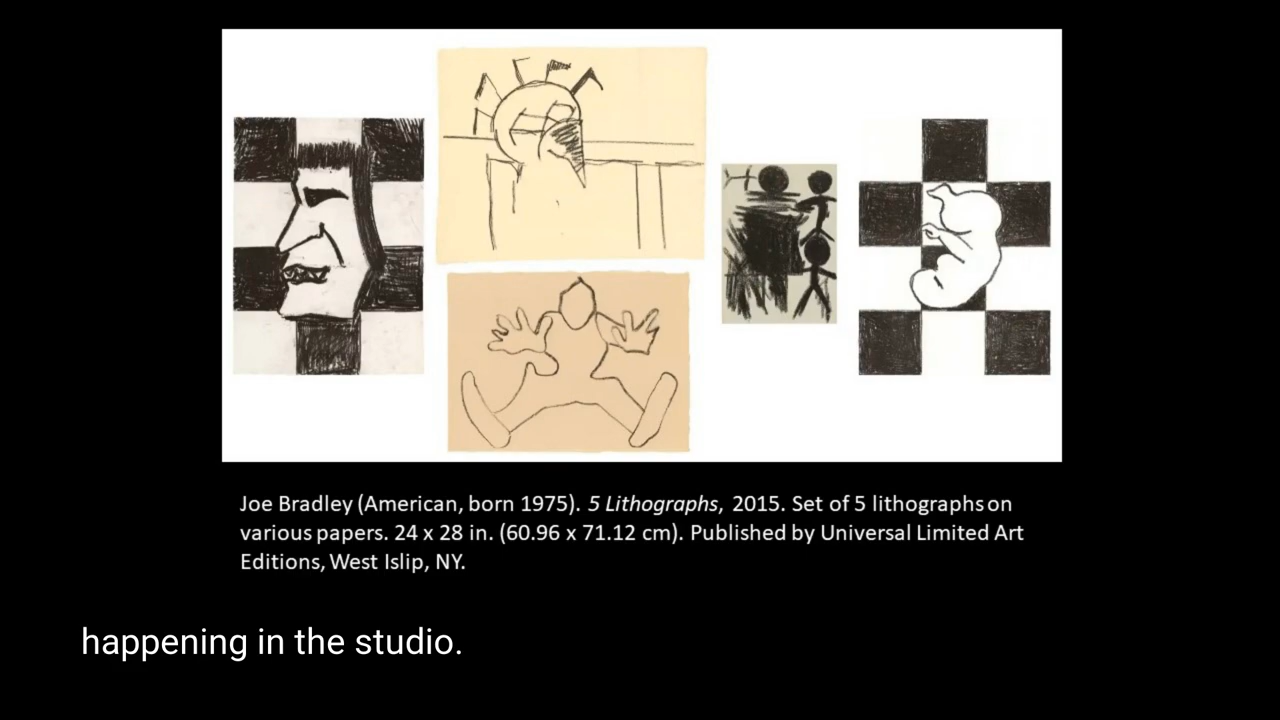 Joe Bradley (American, born 1975). 5 Lithographs, 2015. Set of 5 lithographs on
various papers. 24 x 28 in. (60.96 x 71.12 cm). Published by Universal Limited Art
Editions, West Islip, NY.
happening in the studio.